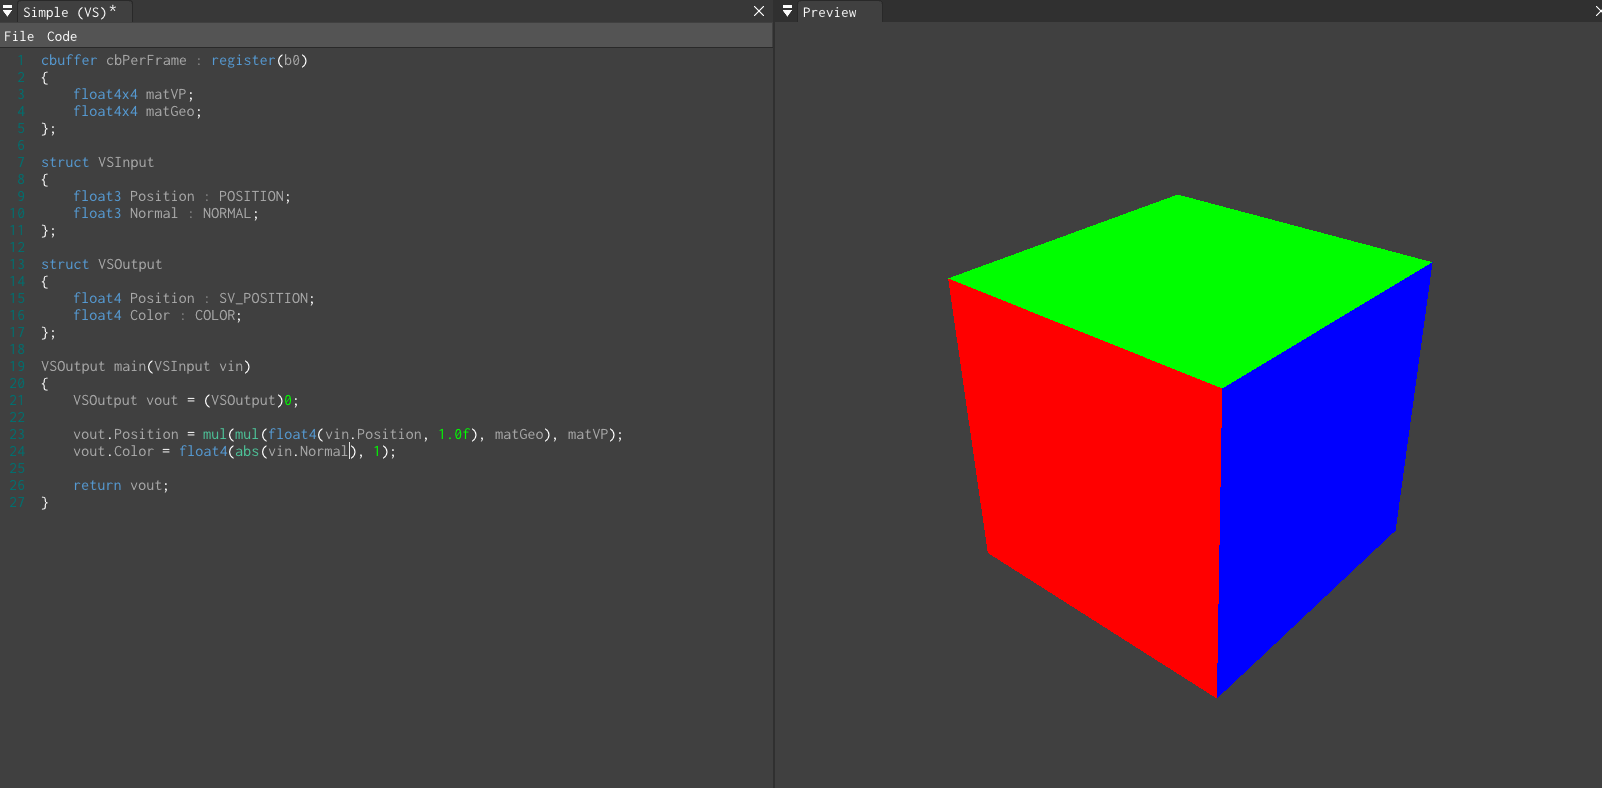 Simple (VS)*
File Code
1 cbuffer cbPerFrame : register(b0)
2 {
3     float4x4 matVP;
4     float4x4 matGeo;
5 };
6
7 struct VSInput
8 {
9     float3 Position : POSITION;
10     float3 Normal : NORMAL;
11 };
12
13 struct VSOutput
14 {
15     float4 Position : SV_POSITION;
16     float4 Color : COLOR;
17 };
18
19 VSOutput main(VSInput vin)
20 {
21     VSOutput vout = (VSOutput)0;
22
23     vout.Position = mul(mul(float4(vin.Position, 1.0f), matGeo), matVP);
24     vout.Color = float4(abs(vin.Normal), 1);
25
26     return vout;
27 }
Preview